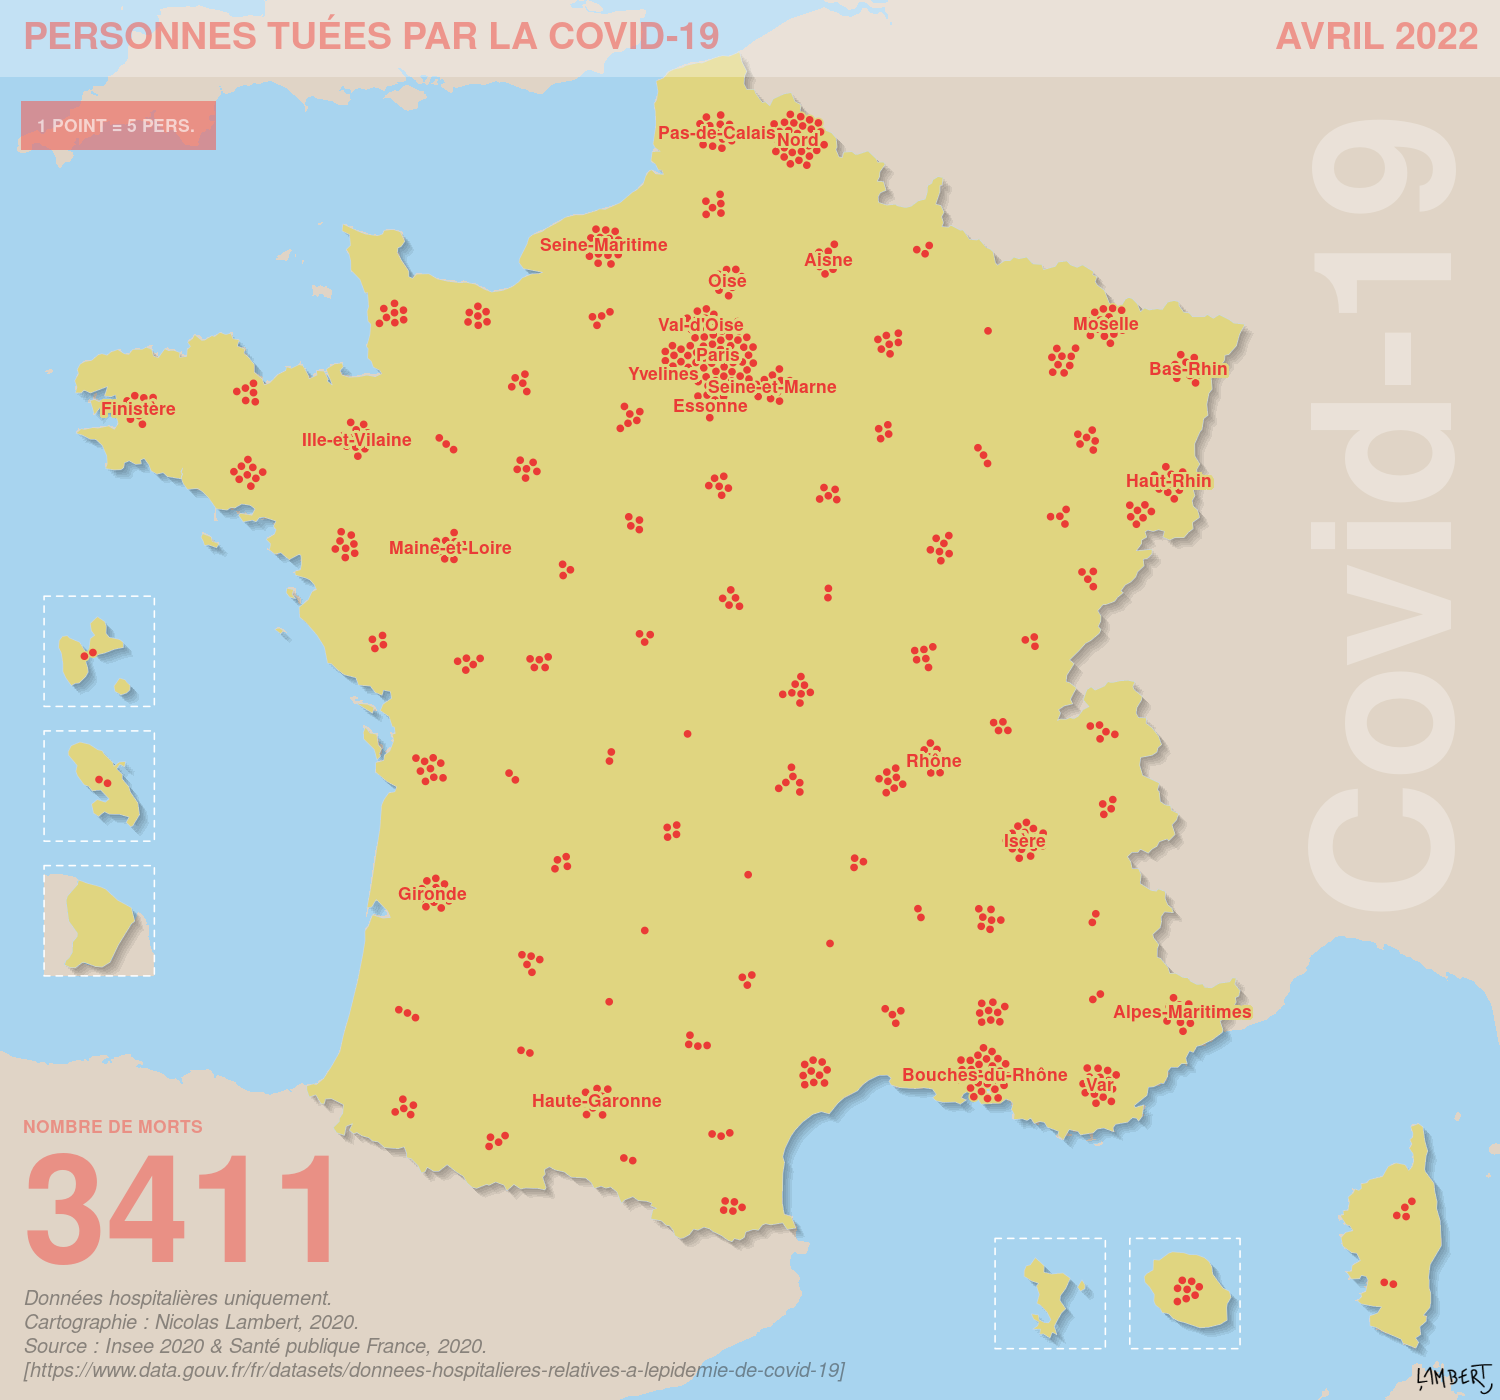 PERSONNES TUÉES PAR LA COVID-19
AVRIL 2022
1 POINT = 5 PERS.
Covid-19
Pas-de-Calais
Nord
Seine-Maritime
Aisne
Oise
Val-d'Oise
Moselle
Paris
Bas-Rhin
Yvelines
Seine-et-Marne
Essonne
Finistère
Ille-et-Vilaine
Haut-Rhin
Maine-et-Loire
Rhône
Isère
Gironde
Alpes-Maritimes
Bouches-du-Rhône
Var
Haute-Garonne
NOMBRE DE MORTS
3411
Données hospitalières uniquement.
Cartographie : Nicolas Lambert, 2020.
Source : Insee 2020 & Santé publique France, 2020.
[https://www.data.gouv.fr/fr/datasets/donnees-hospitalieres-relatives-a-lepidemie-de-covid-19]
LAMBERT